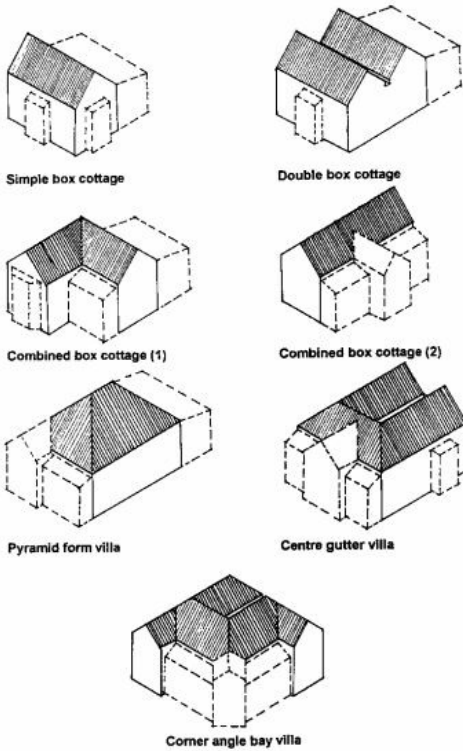 Simple box cottage
Double box cottage
Combined box cottage (1)
Combined box cottage (2)
Pyramid form villa
Centre gutter villa
Corner angle bay villa